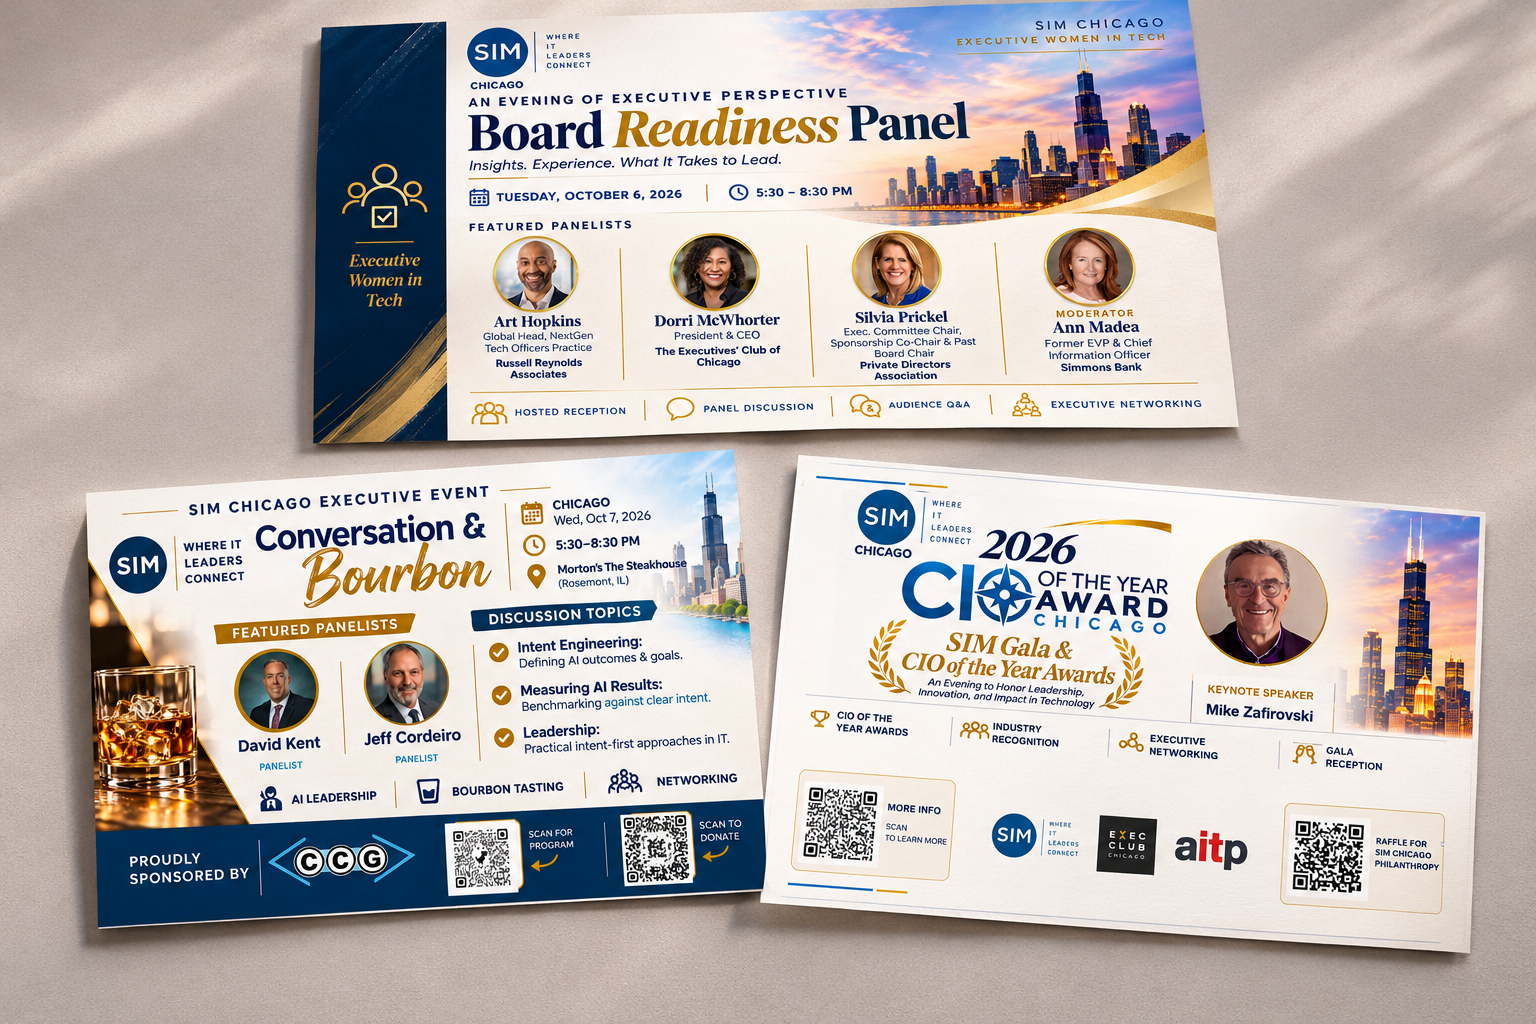 SIM
CHICAGO
WHERE
IT
LEADERS
CONNECT
SIM CHICAGO
EXECUTIVE WOMEN IN TECH
AN EVENING OF EXECUTIVE PERSPECTIVE
Board Readiness Panel
Insights. Experience. What It Takes to Lead.
TUESDAY, OCTOBER 6, 2026
5:30 – 8:30 PM
Executive
Women in
Tech
FEATURED PANELISTS
Art Hopkins
Global Head, NextGen
Tech Officers Practice
Russell Reynolds
Associates
Dorri McWhorter
President & CEO
The Executives' Club of
Chicago
Silvia Prickel
Exec. Committee Chair,
Sponsorship Co-Chair & Past
Board Chair
Private Directors
Association
MODERATOR
Ann Madea
Former EVP & Chief
Information Officer
Simmons Bank
HOSTED RECEPTION
PANEL DISCUSSION
&
AUDIENCE Q&A
EXECUTIVE NETWORKING
SIM CHICAGO EXECUTIVE EVENT
SIM
WHERE IT
LEADERS
CONNECT
Conversation &
Bourbon
CHICAGO
Wed, Oct 7, 2026
5:30–8:30 PM
Morton's The Steakhouse
(Rosemont, IL)
FEATURED PANELISTS
David Kent
PANELIST
Jeff Cordeiro
PANELIST
DISCUSSION TOPICS
Intent Engineering:
Defining AI outcomes & goals.
Measuring AI Results:
Benchmarking against clear intent.
Leadership:
Practical intent-first approaches in IT.
AI LEADERSHIP
BOURBON TASTING
NETWORKING
PROUDLY
SPONSORED BY
CCG
SCAN FOR
PROGRAM
SCAN TO
DONATE
SIM
CHICAGO
WHERE
IT
LEADERS
CONNECT
2026
CIO OF THE YEAR
AWARD
CHICAGO
SIM Gala &
CIO of the Year Awards
An Evening to Honor Leadership,
Innovation, and Impact in Technology
KEYNOTE SPEAKER
Mike Zafirovski
CIO OF THE
YEAR AWARDS
INDUSTRY
RECOGNITION
EXECUTIVE
NETWORKING
GALA
RECEPTION
MORE INFO
SCAN
TO LEARN MORE
SIM
WHERE
IT
LEADERS
CONNECT
EXEC
CLUB
CHICAGO
aitp
RAFFLE FOR
SIM CHICAGO
PHILANTHROPY